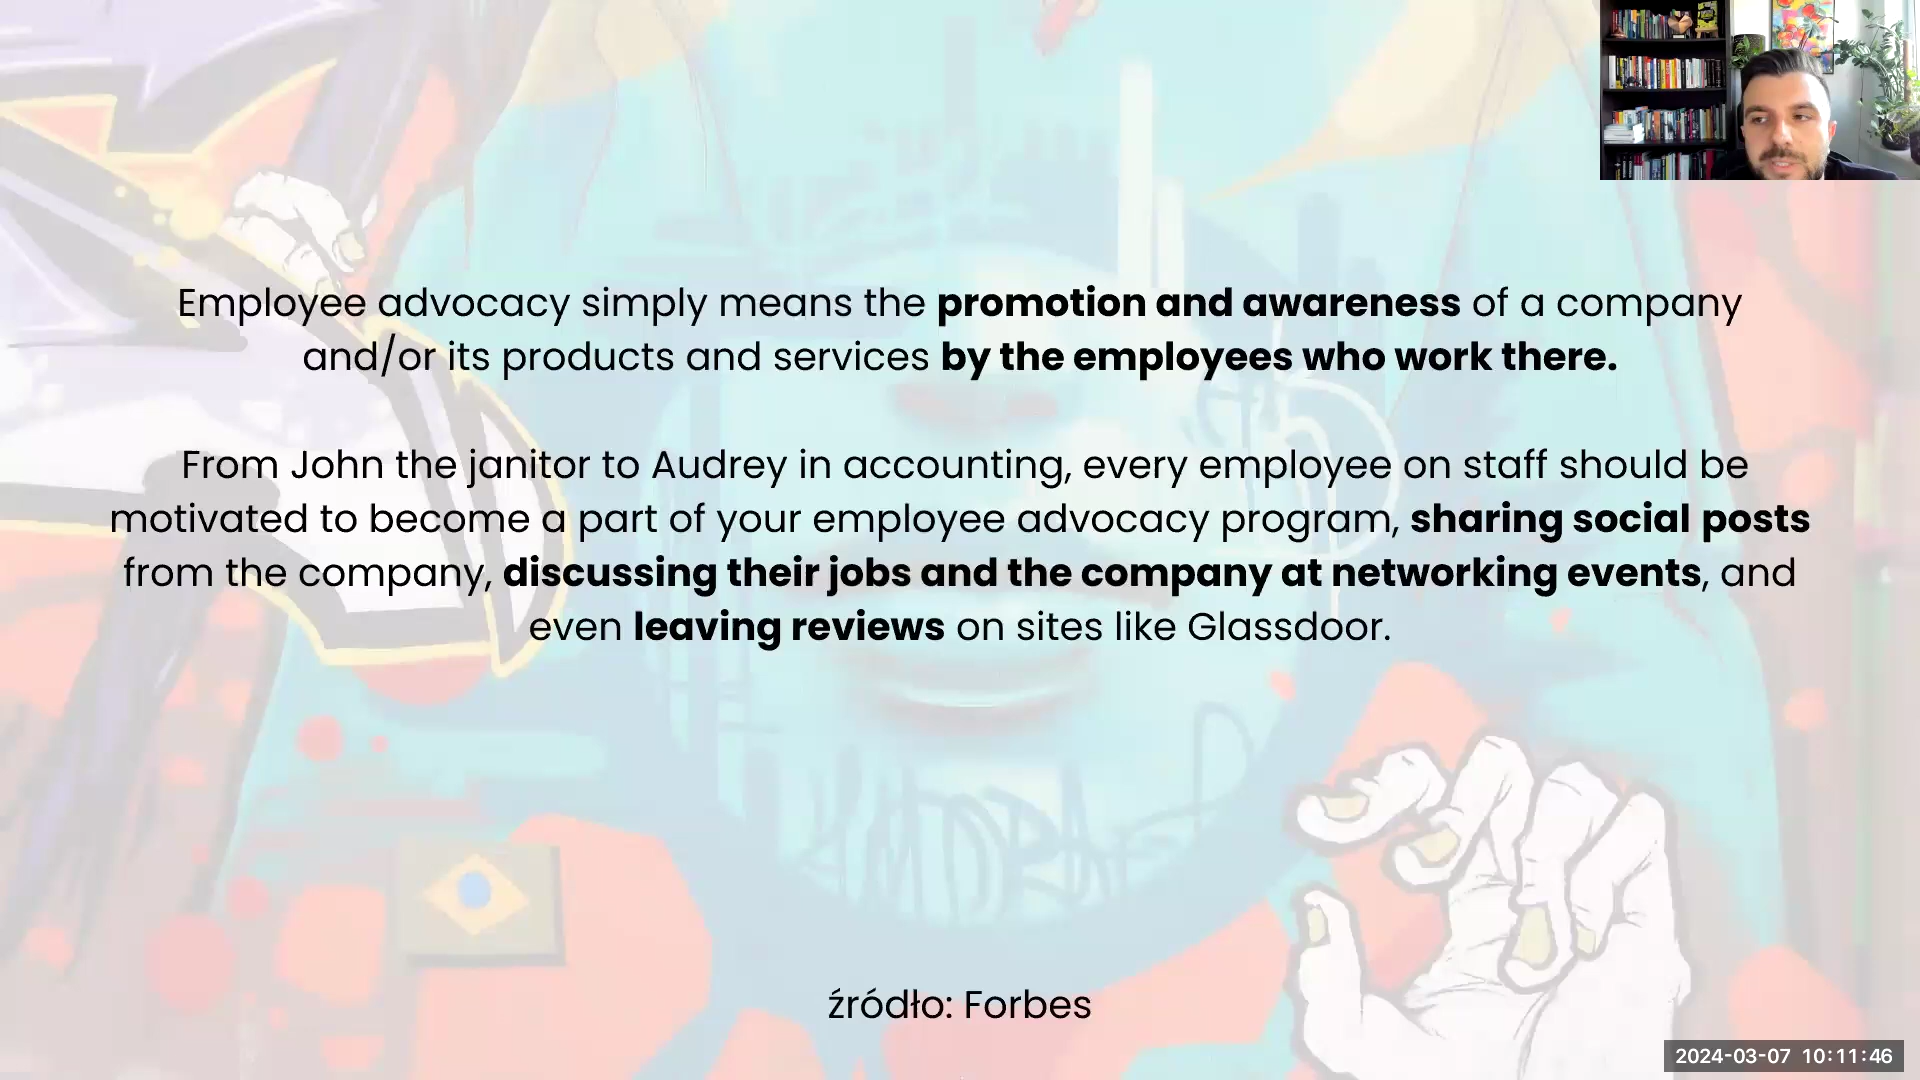 Employee advocacy simply means the promotion and awareness of a company
and/or its products and services by the employees who work there.
From John the janitor to Audrey in accounting, every employee on staff should be
motivated to become a part of your employee advocacy program, sharing social posts
from the company, discussing their jobs and the company at networking events, and
even leaving reviews on sites like Glassdoor.
źródło: Forbes
2024-03-07 10:11:46